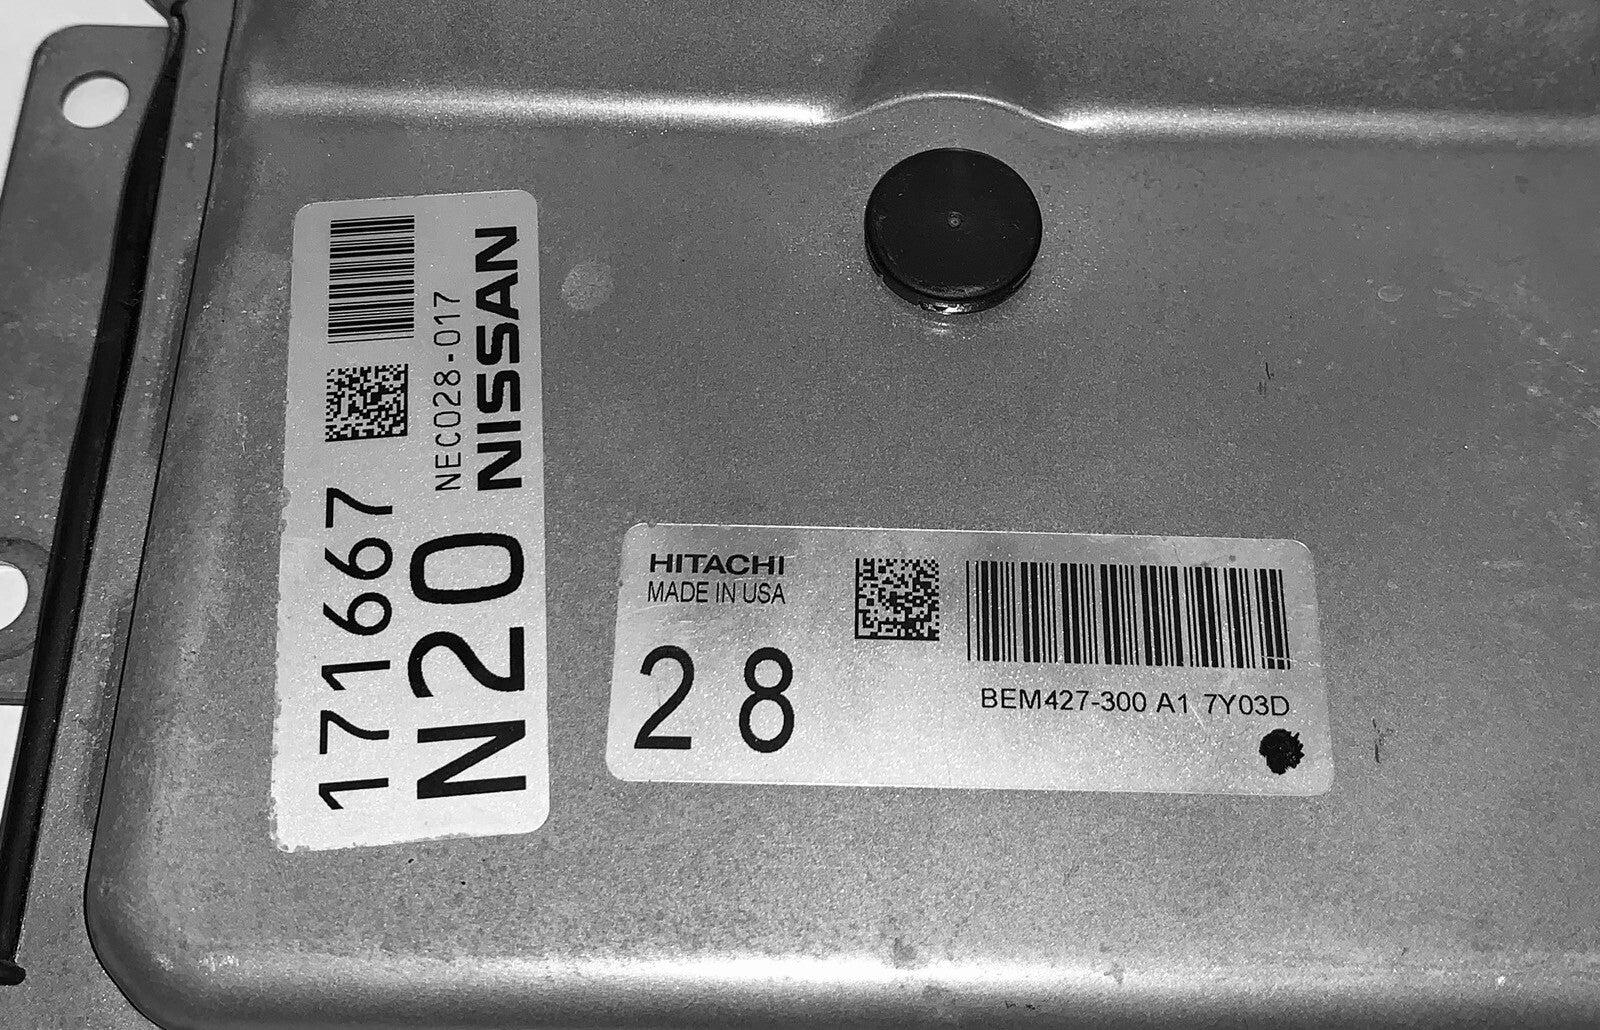 171667
N20
NEC028-017
NISSAN
HITACHI
MADE IN USA
28
BEM427-300 A1 7Y03D